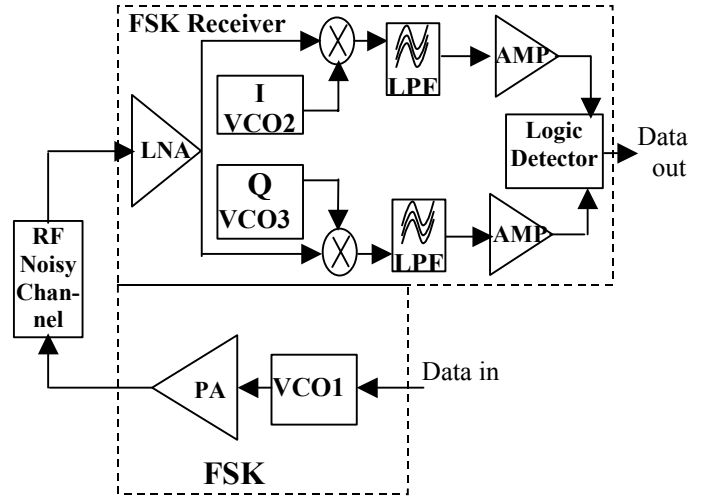 FSK Receiver
AMP
LPF
I
VCO2
LNA
Logic
Detector
Data
out
Q
VCO3
LPF
AMP
RF
Noisy
Chan-
nel
PA
VCO1
Data in
FSK